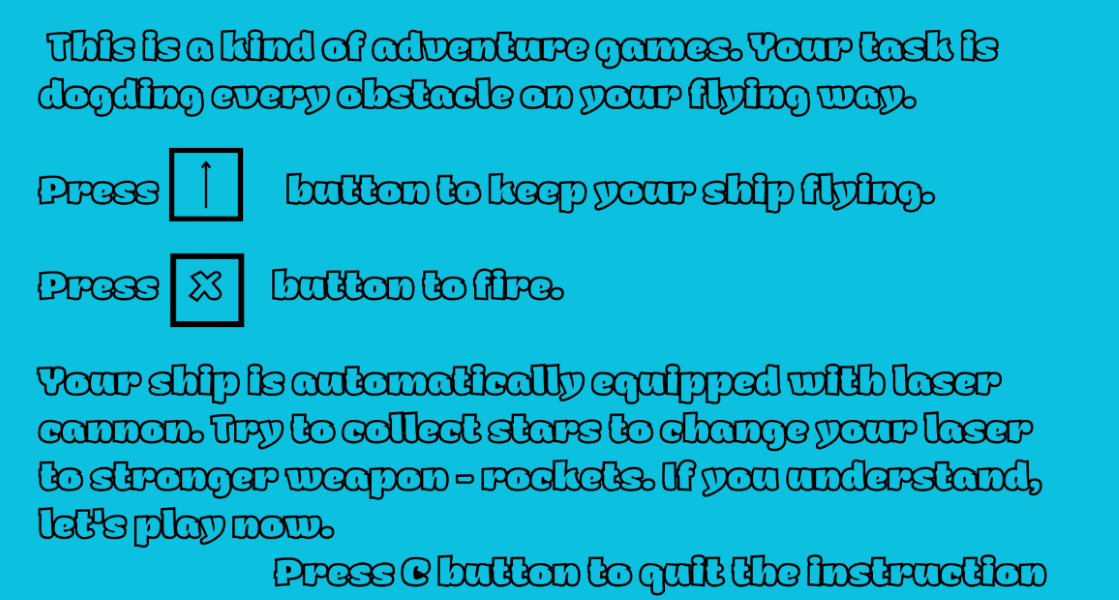 This is a kind of adventure games. Your task is
dogding every obstacle on your flying way.
Press ↑ button to keep your ship flying.
Press X button to fire.
Your ship is automatically equipped with laser
cannon. Try to collect stars to change your laser
to stronger weapon - rockets. If you understand,
let's play now.
Press C button to quit the instruction